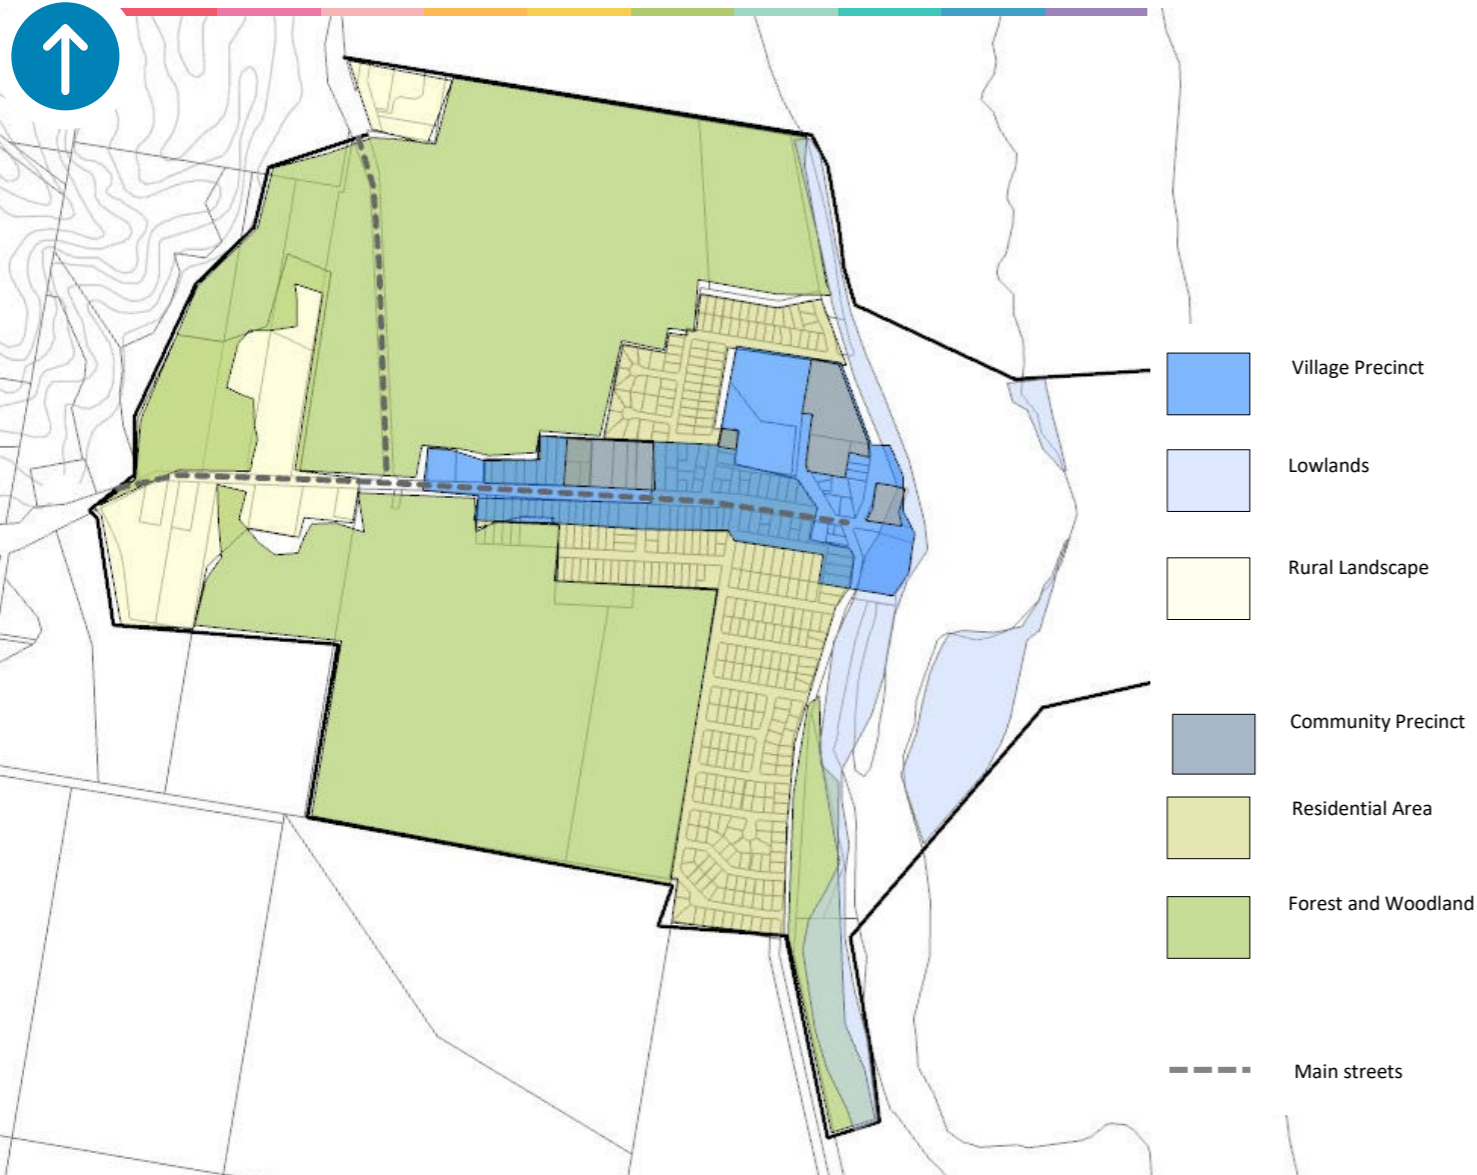 Village Precinct
Lowlands
Rural Landscape
Community Precinct
Residential Area
Forest and Woodland
Main streets